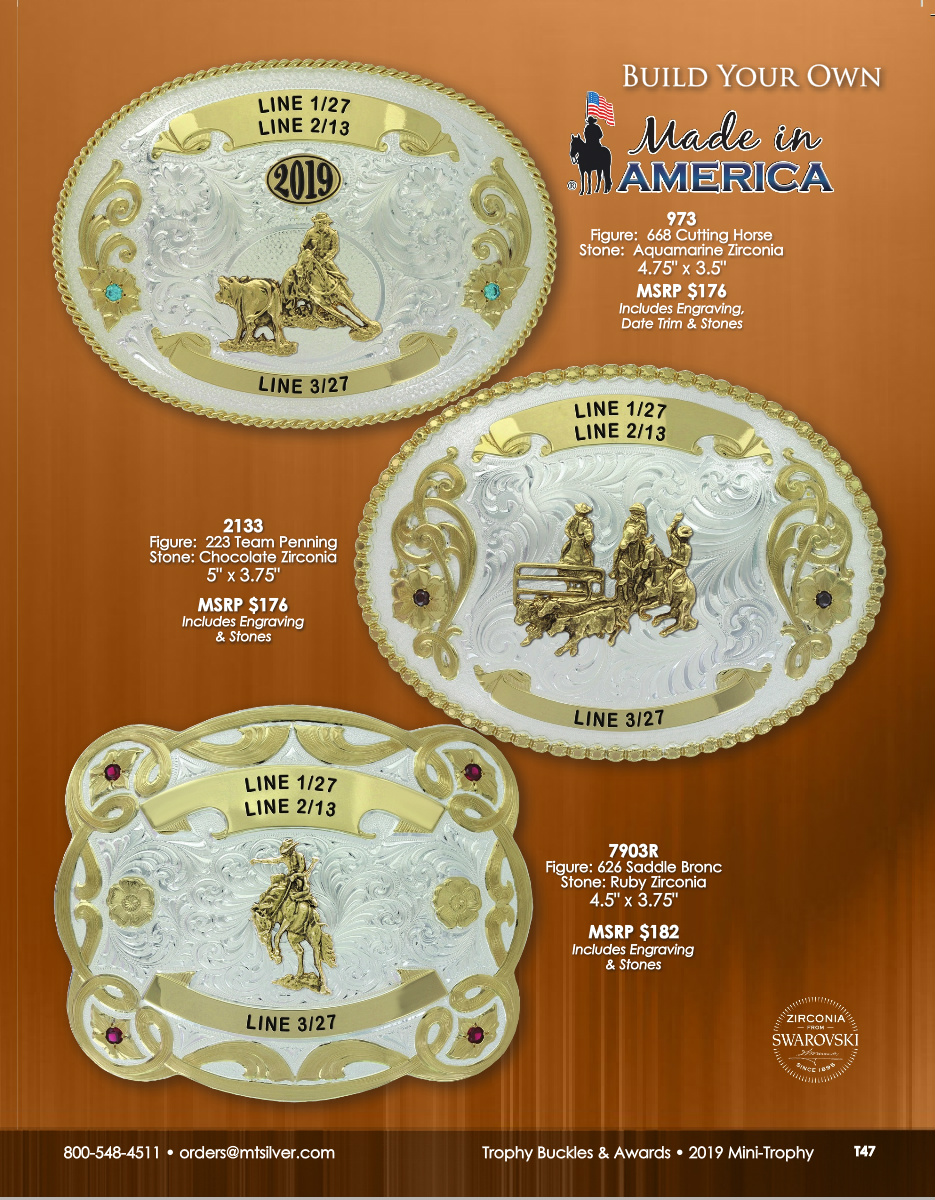 BUILD YOUR OWN
Made in
AMERICA
®
LINE 1/27
LINE 2/13
2019
LINE 3/27
973
Figure: 668 Cutting Horse
Stone: Aquamarine Zirconia
4.75" x 3.5"
MSRP $176
Includes Engraving,
Date Trim & Stones
LINE 1/27
LINE 2/13
LINE 3/27
2133
Figure: 223 Team Penning
Stone: Chocolate Zirconia
5" x 3.75"
MSRP $176
Includes Engraving
& Stones
LINE 1/27
LINE 2/13
LINE 3/27
7903R
Figure: 626 Saddle Bronc
Stone: Ruby Zirconia
4.5" x 3.75"
MSRP $182
Includes Engraving
& Stones
ZIRCONIA
FROM
SWAROVSKI
SINCE 1895
800-548-4511 • orders@mtsilver.com
Trophy Buckles & Awards • 2019 Mini-Trophy T47